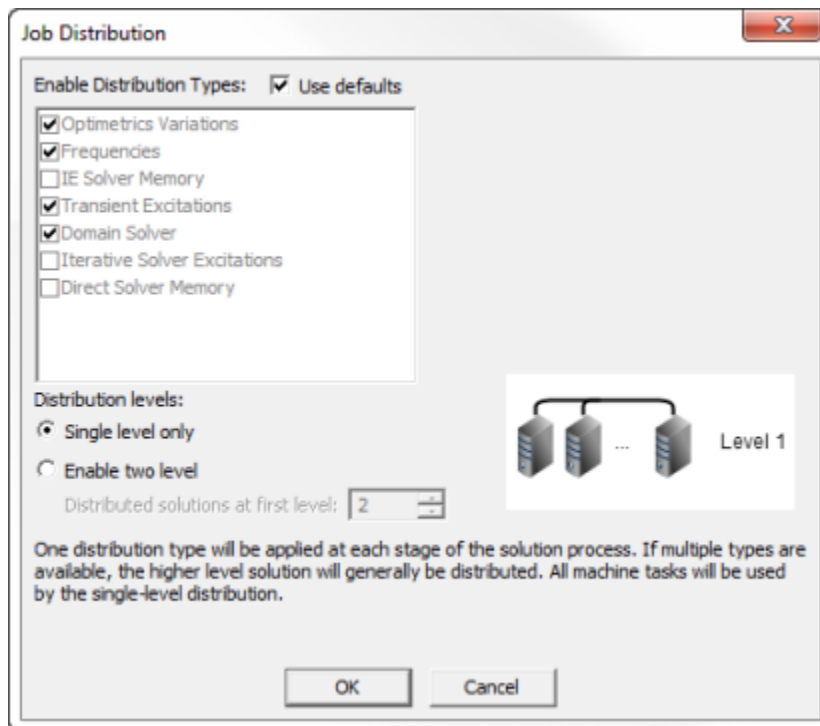 Job Distribution
Enable Distribution Types: Use defaults
Optimetrics Variations
Frequencies
IE Solver Memory
Transient Excitations
Domain Solver
Iterative Solver Excitations
Direct Solver Memory
Distribution levels:
Single level only
... Level 1
Enable two level
Distributed solutions at first level: 2
One distribution type will be applied at each stage of the solution process. If multiple types are
available, the higher level solution will generally be distributed. All machine tasks will be used
by the single-level distribution.
OK Cancel